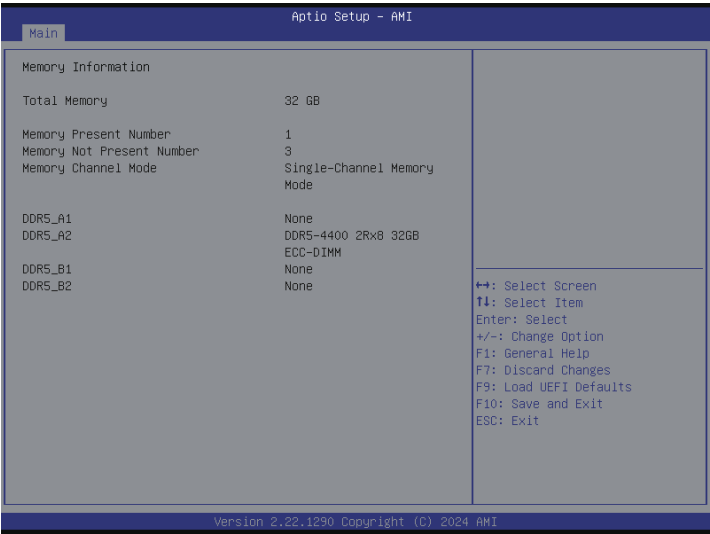 Aptio Setup - AMI
Main
Memory Information
Total Memory 32 GB
Memory Present Number 1
Memory Not Present Number 3
Memory Channel Mode Single-Channel Memory
Mode
DDR5_A1 None
DDR5_A2 DDR5-4400 2Rx8 32GB
ECC-DIMM
DDR5_B1 None
DDR5_B2 None
↔: Select Screen
↑↓: Select Item
Enter: Select
+/-: Change Option
F1: General Help
F7: Discard Changes
F9: Load UEFI Defaults
F10: Save and Exit
ESC: Exit
Version 2.22.1290 Copyright (C) 2024 AMI